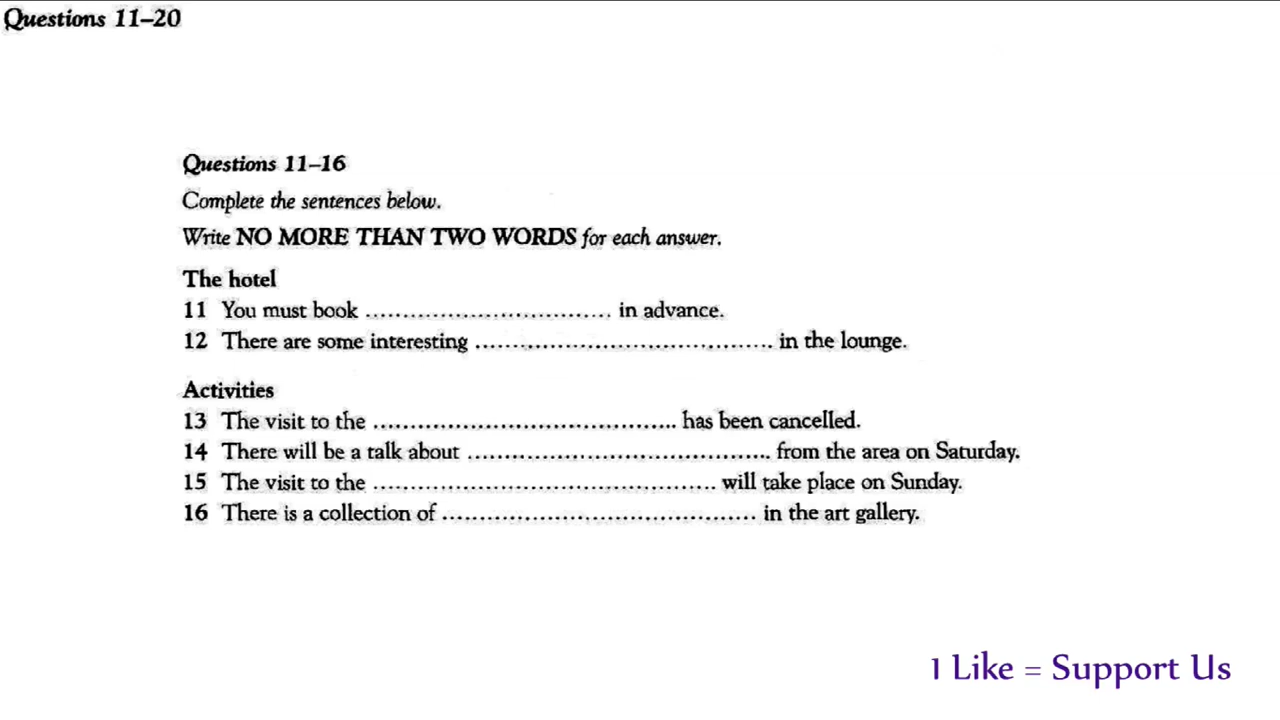 Questions 11–20
Questions 11–16
Complete the sentences below.
Write NO MORE THAN TWO WORDS for each answer.
The hotel
11 You must book ................................. in advance.
12 There are some interesting ........................................ in the lounge.
Activities
13 The visit to the ......................................... has been cancelled.
14 There will be a talk about ......................................... from the area on Saturday.
15 The visit to the .............................................. will take place on Sunday.
16 There is a collection of .......................................... in the art gallery.
1 Like = Support Us